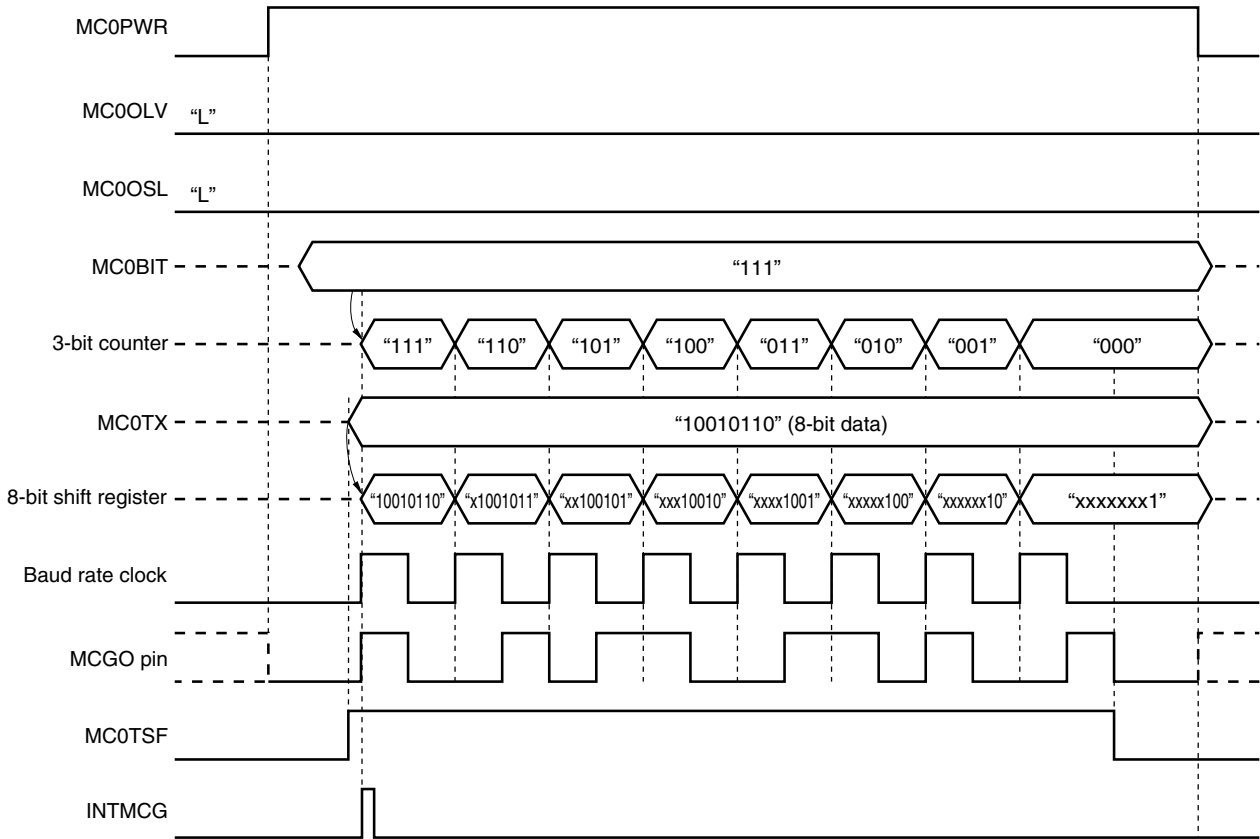 MC0PWR
MC0OLV “L”
MC0OSL “L”
MC0BIT “111”
3-bit counter “111” “110” “101” “100” “011” “010” “001” “000”
MC0TX “10010110” (8-bit data)
8-bit shift register “10010110” “x1001011” “xx100101” “xxx10010” “xxxx1001” “xxxxx100” “xxxxxx10” “xxxxxxx1”
Baud rate clock
MCGO pin
MC0TSF
INTMCG